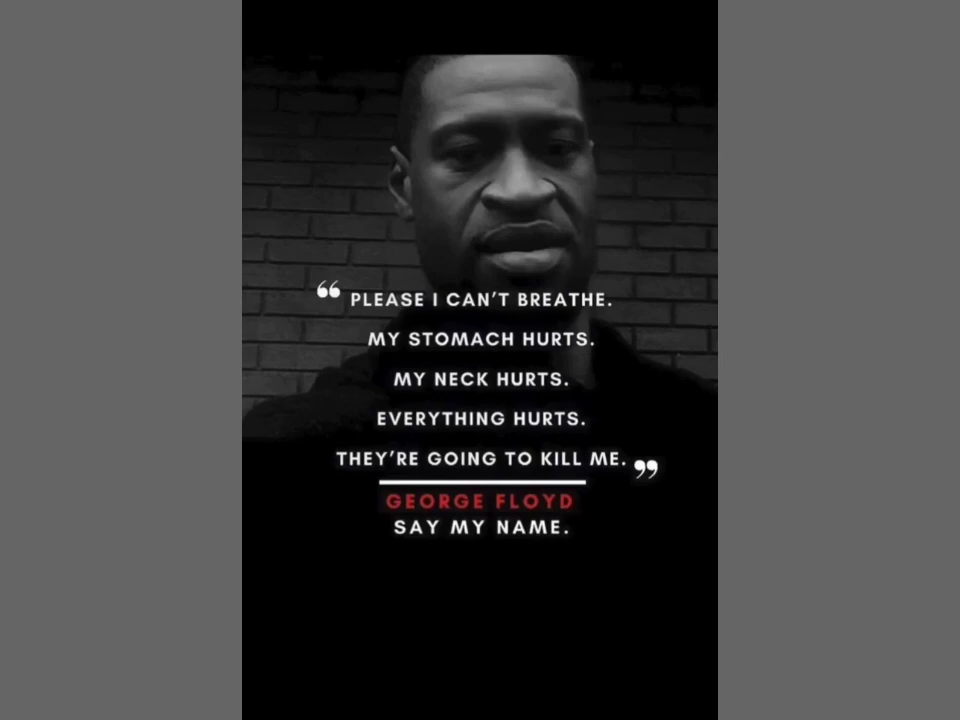 “ PLEASE I CAN’T BREATHE.
MY STOMACH HURTS.
MY NECK HURTS.
EVERYTHING HURTS.
THEY’RE GOING TO KILL ME. ”
GEORGE FLOYD
SAY MY NAME.